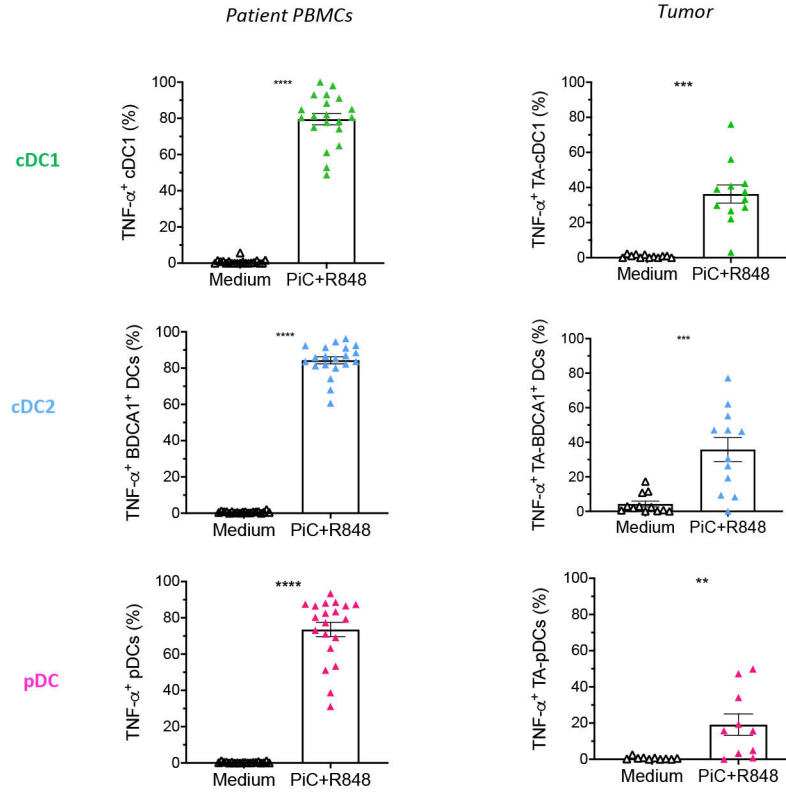 Patient PBMCs
Tumor
cDC1
TNF-α⁺ cDC1 (%)
100
80
60
40
20
0
****
Medium
PiC+R848
TNF-α⁺ TA-cDC1 (%)
100
80
60
40
20
0
***
Medium
PiC+R848
cDC2
TNF-α⁺ BDCA1⁺ DCs (%)
100
80
60
40
20
0
****
Medium
PiC+R848
TNF-α⁺ TA-BDCA1⁺ DCs (%)
100
80
60
40
20
0
***
Medium
PiC+R848
pDC
TNF-α⁺ pDCs (%)
100
80
60
40
20
0
****
Medium
PiC+R848
TNF-α⁺ TA-pDCs (%)
100
80
60
40
20
0
**
Medium
PiC+R848